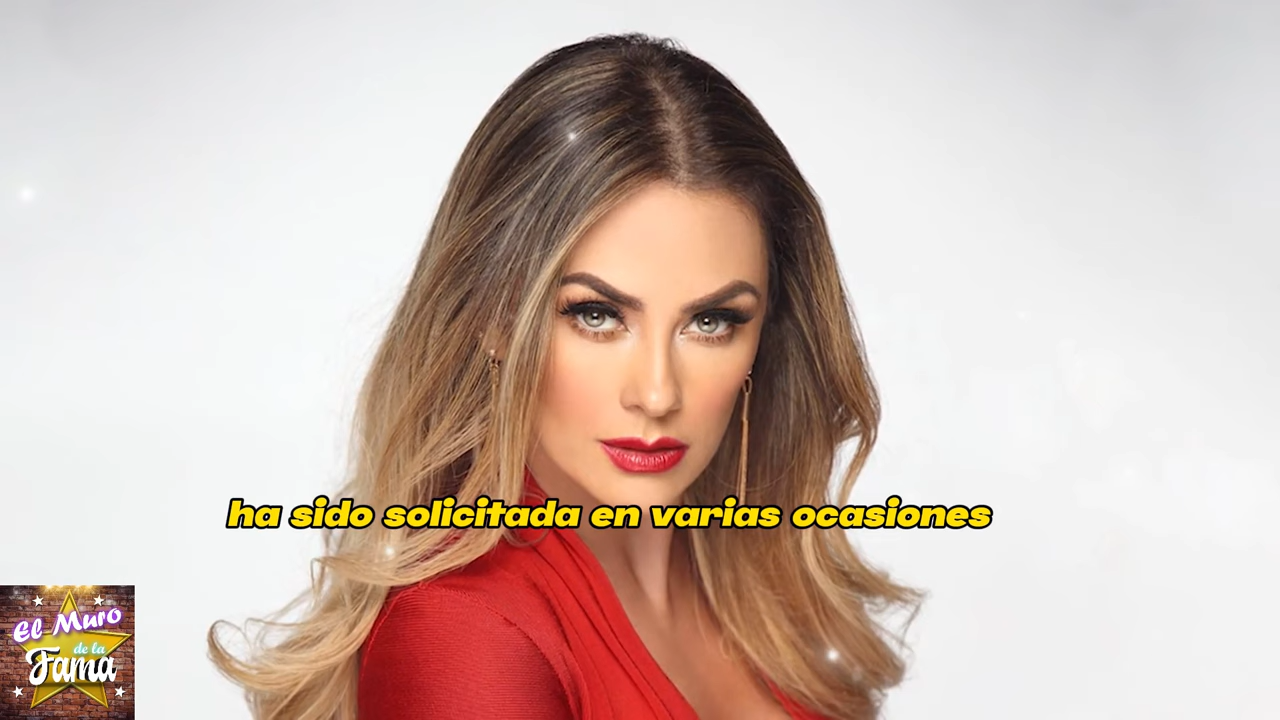 ha sido solicitada en varias ocasiones
El Muro
de la
Fama